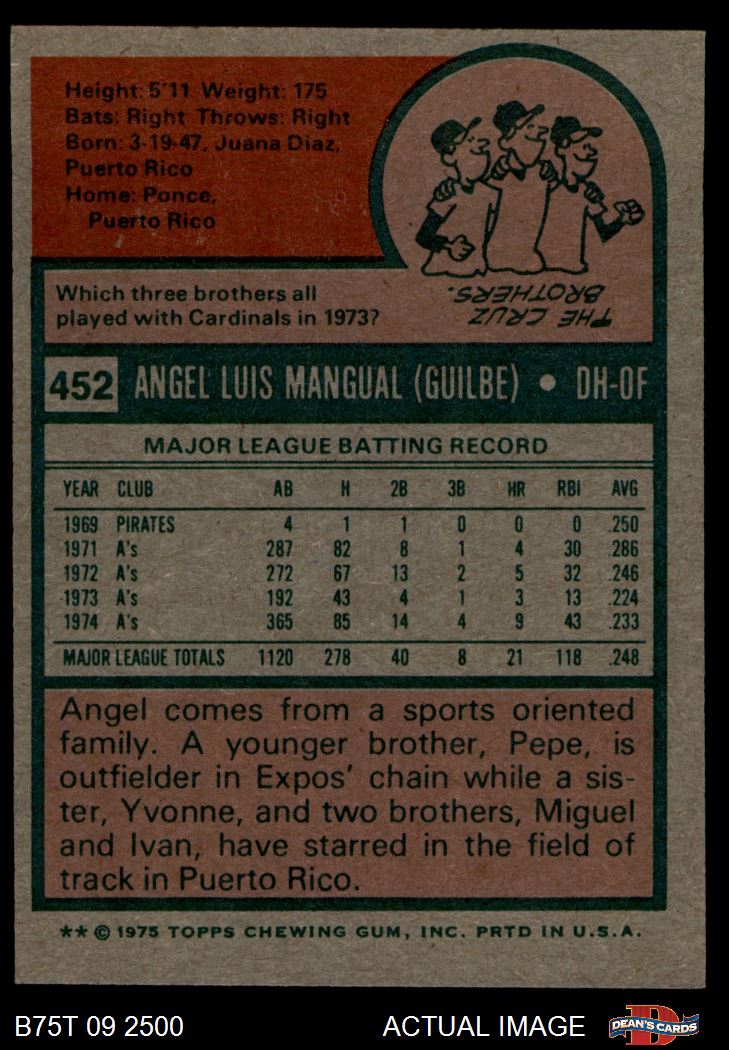 Height: 5'11 Weight: 175
Bats: Right Throws: Right
Born: 3-19-47, Juana Diaz,
Puerto Rico
Home: Ponce,
Puerto Rico
Which three brothers all
played with Cardinals in 1973?
THE CRUZ
BROTHERS.
452 ANGEL LUIS MANGUAL (GUILBE) • DH-OF
MAJOR LEAGUE BATTING RECORD
YEAR CLUB AB H 2B 3B HR RBI AVG
1969 PIRATES 4 1 1 0 0 0 .250
1971 A's 287 82 8 1 4 30 .286
1972 A's 272 67 13 2 5 32 .246
1973 A's 192 43 4 1 3 13 .224
1974 A's 365 85 14 4 9 43 .233
MAJOR LEAGUE TOTALS 1120 278 40 8 21 118 .248
Angel comes from a sports oriented
family. A younger brother, Pepe, is
outfielder in Expos' chain while a sis-
ter, Yvonne, and two brothers, Miguel
and Ivan, have starred in the field of
track in Puerto Rico.
** © 1975 TOPPS CHEWING GUM, INC. PRTD IN U.S.A.
B75T 09 2500 ACTUAL IMAGE DEAN'S CARDS